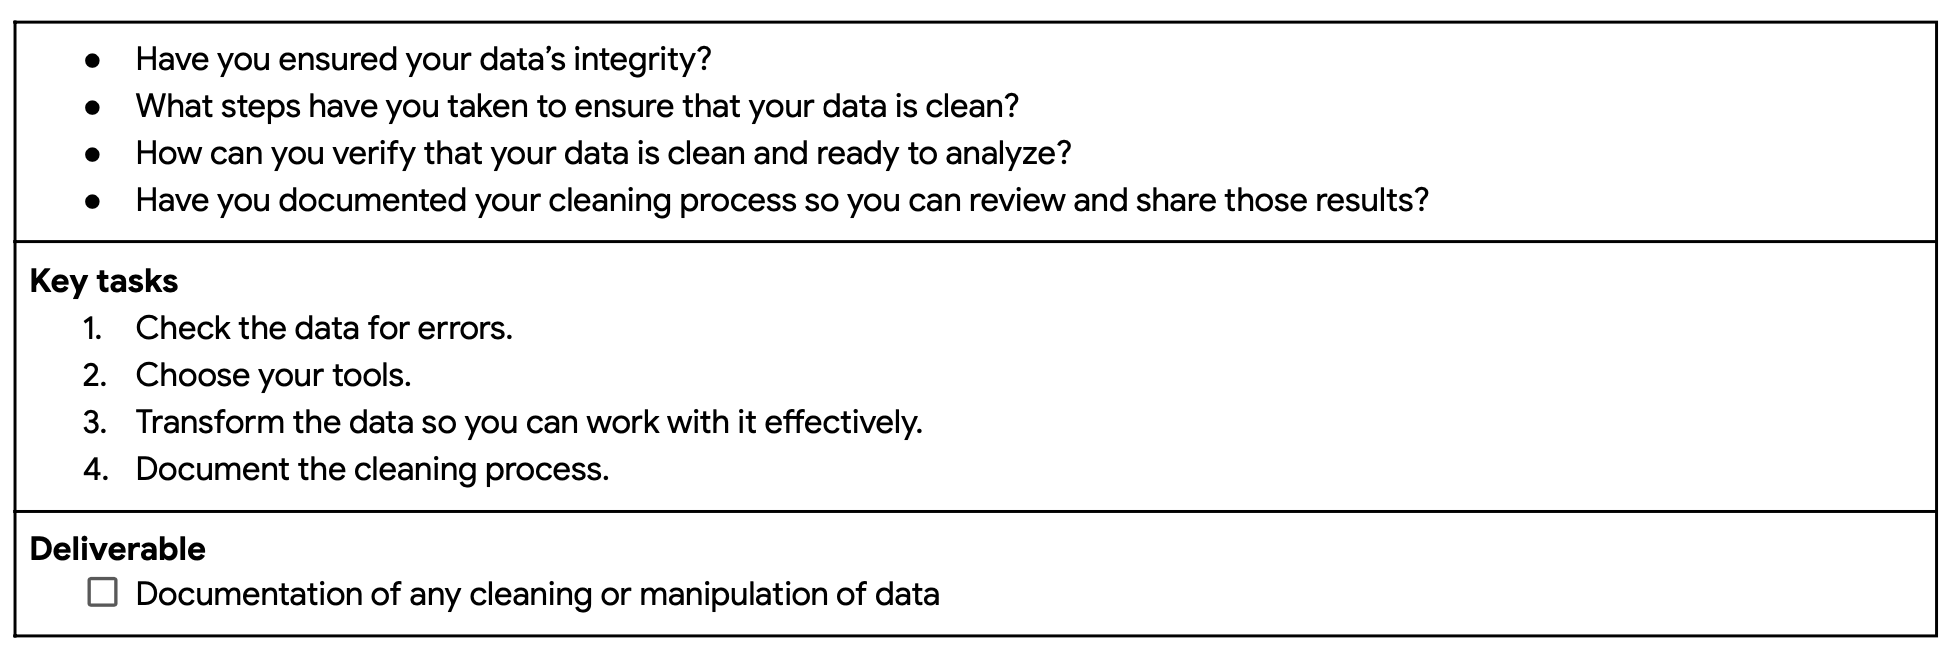 ● Have you ensured your data’s integrity?
● What steps have you taken to ensure that your data is clean?
● How can you verify that your data is clean and ready to analyze?
● Have you documented your cleaning process so you can review and share those results?
Key tasks
1. Check the data for errors.
2. Choose your tools.
3. Transform the data so you can work with it effectively.
4. Document the cleaning process.
Deliverable
☐ Documentation of any cleaning or manipulation of data